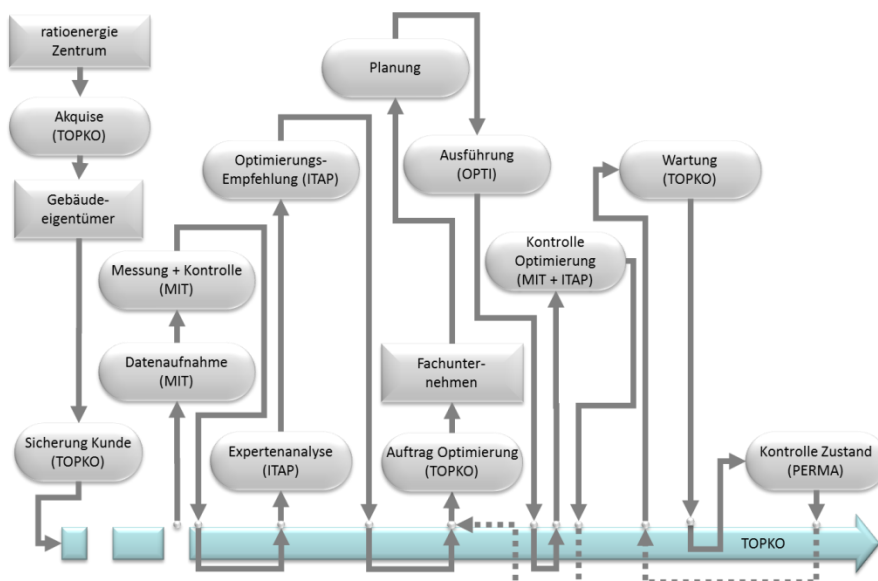 ratioenergie
Zentrum
Akquise
(TOPKO)
Gebäude-
eigentümer
Sicherung Kunde
(TOPKO)
Messung + Kontrolle
(MIT)
Datenaufnahme
(MIT)
Optimierungs-
Empfehlung (ITAP)
Expertenanalyse
(ITAP)
Planung
Ausführung
(OPTI)
Fachunter-
nehmen
Auftrag Optimierung
(TOPKO)
Kontrolle
Optimierung
(MIT + ITAP)
Wartung
(TOPKO)
Kontrolle Zustand
(PERMA)
TOPKO